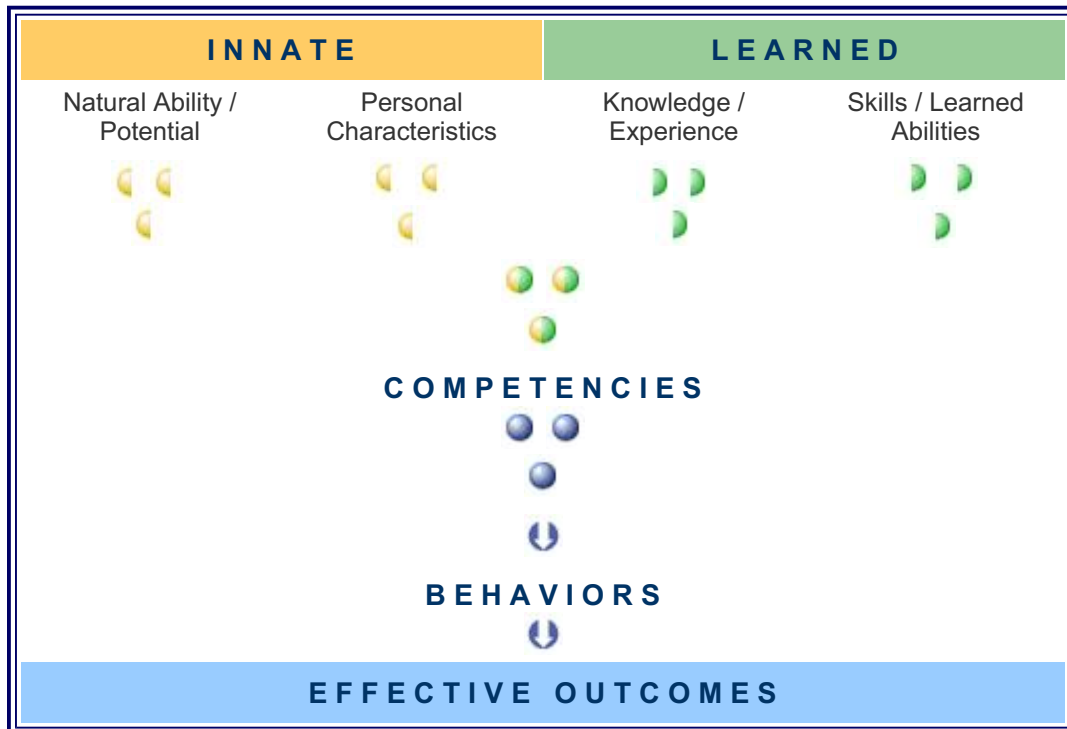 INNATE
LEARNED
Natural Ability /
Potential
Personal
Characteristics
Knowledge /
Experience
Skills / Learned
Abilities
COMPETENCIES
BEHAVIORS
EFFECTIVE OUTCOMES